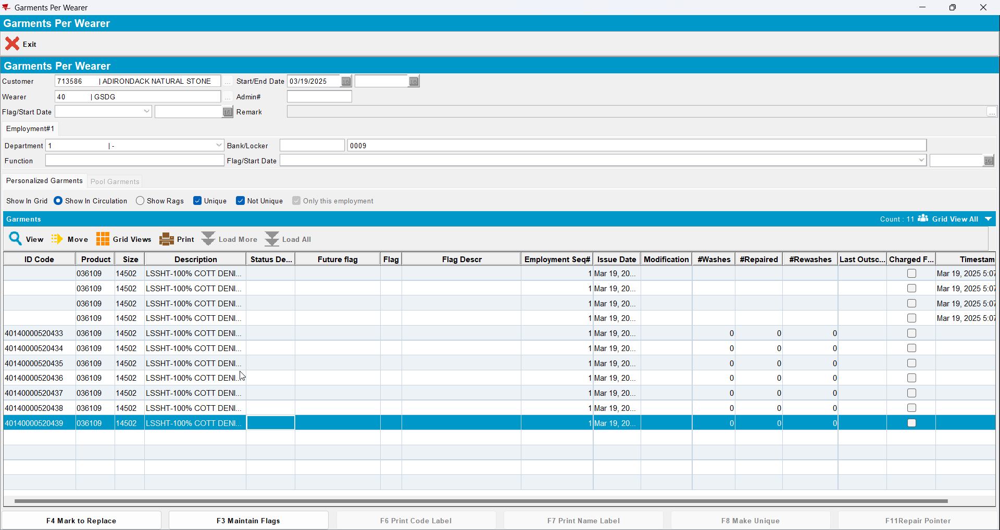 Garments Per Wearer
Garments Per Wearer
Exit
Garments Per Wearer
Customer 713586 | ADIRONDACK NATURAL STONE ... Start/End Date 03/19/2025 16 16
Wearer 40 | GSDG ... Admin#
Flag/Start Date 16 Remark ...
Employment#1
Department 1 | - Bank/Locker 0009
Function Flag/Start Date 16
Personalized Garments Pool Garments
Show In Grid Show In Circulation Show Rags Unique Not Unique Only this employment
Garments Count : 11 Grid View All
View Move Grid Views Print Load More Load All
ID Code Product Size Description Status De... Future flag Flag Flag Descr Employment Seq# Issue Date Modification #Washes #Repaired #Rewashes Last Outsc... Charged F... Timestam
036109 14502 LSSHT-100% COTT DENI... 1 Mar 19, 20... Mar 19, 2025 5:07
036109 14502 LSSHT-100% COTT DENI... 1 Mar 19, 20... Mar 19, 2025 5:07
036109 14502 LSSHT-100% COTT DENI... 1 Mar 19, 20... Mar 19, 2025 5:07
036109 14502 LSSHT-100% COTT DENI... 1 Mar 19, 20... Mar 19, 2025 5:07
40140000520433 036109 14502 LSSHT-100% COTT DENI... 1 Mar 19, 20... 0 0 0
40140000520434 036109 14502 LSSHT-100% COTT DENI... 1 Mar 19, 20... 0 0 0
40140000520435 036109 14502 LSSHT-100% COTT DENI... 1 Mar 19, 20... 0 0 0
40140000520436 036109 14502 LSSHT-100% COTT DENI... 1 Mar 19, 20... 0 0 0
40140000520437 036109 14502 LSSHT-100% COTT DENI... 1 Mar 19, 20... 0 0 0
40140000520438 036109 14502 LSSHT-100% COTT DENI... 1 Mar 19, 20... 0 0 0
40140000520439 036109 14502 LSSHT-100% COTT DENI... 1 Mar 19, 20... 0 0 0
F4 Mark to Replace F3 Maintain Flags F6 Print Code Label F7 Print Name Label F8 Make Unique F11Repair Pointer